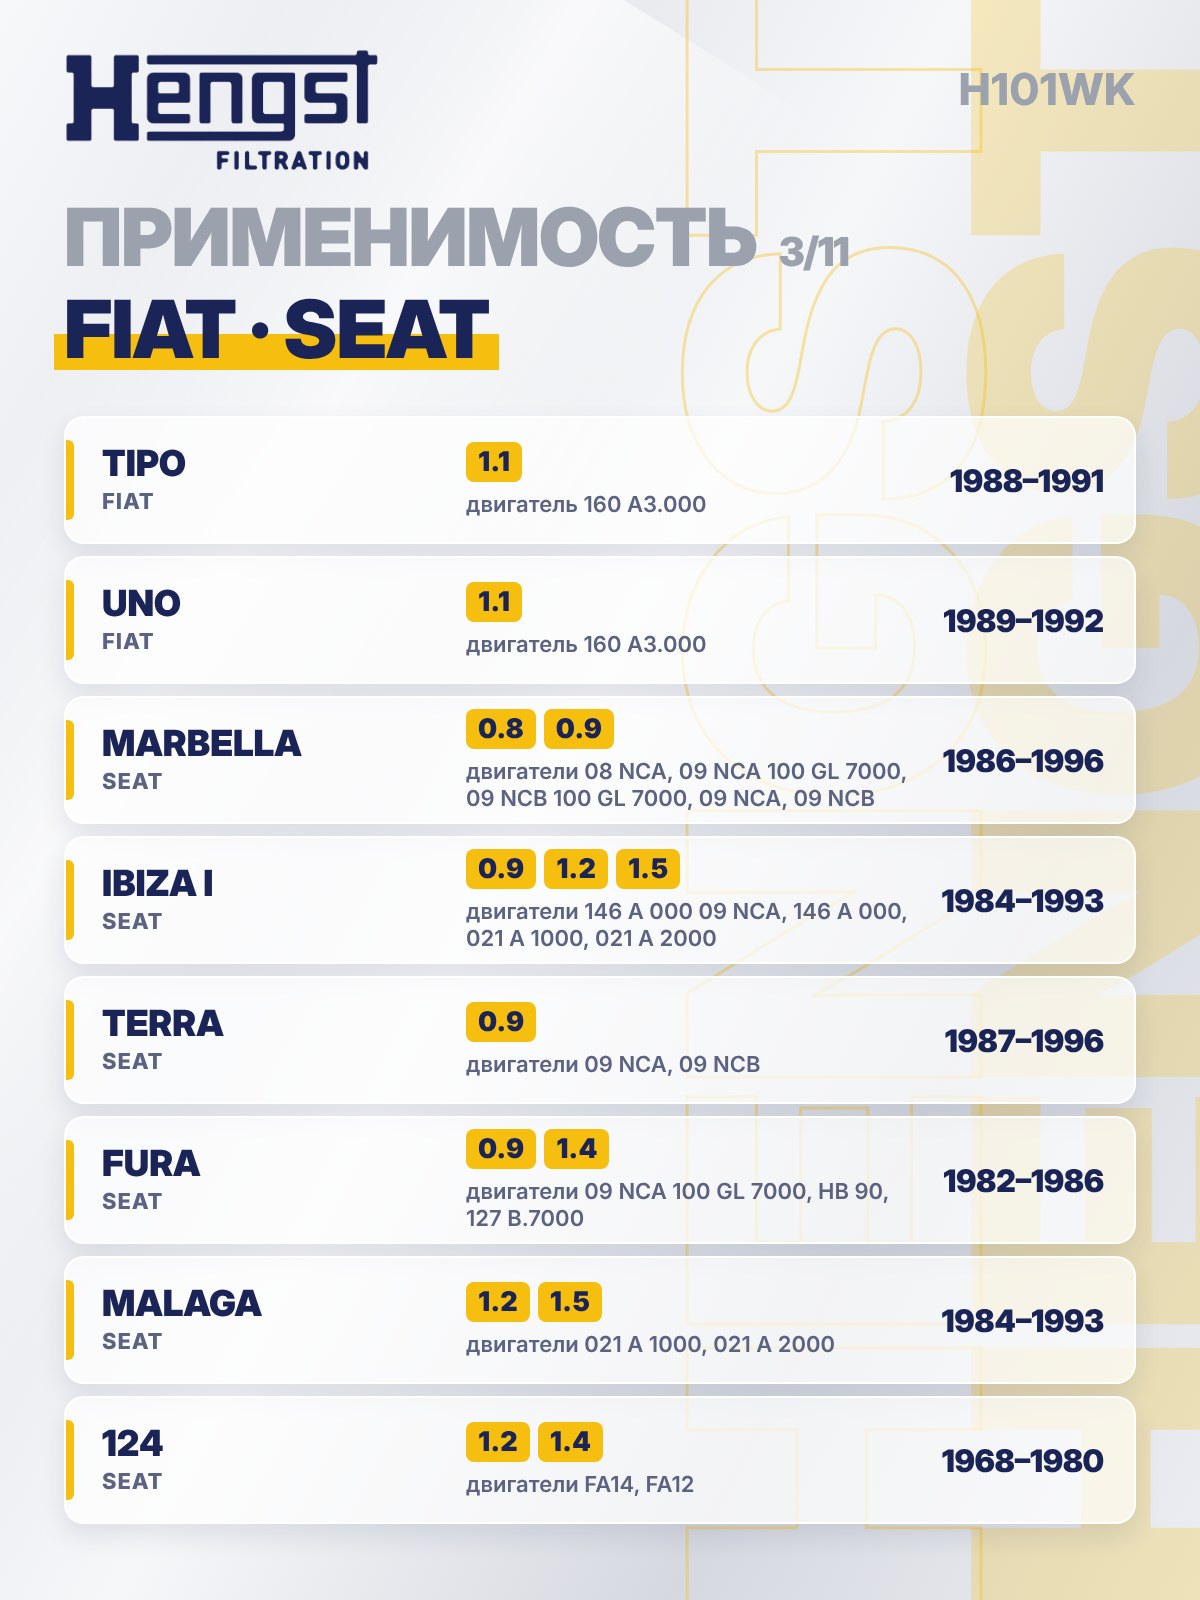 Hengst
FILTRATION
H101WK
ПРИМЕНИМОСТЬ 3/11
FIAT · SEAT
TIPO
FIAT
1.1
двигатель 160 A3.000
1988–1991
UNO
FIAT
1.1
двигатель 160 A3.000
1989–1992
MARBELLA
SEAT
0.8 0.9
двигатели 08 NCA, 09 NCA 100 GL 7000,
09 NCB 100 GL 7000, 09 NCA, 09 NCB
1986–1996
IBIZA I
SEAT
0.9 1.2 1.5
двигатели 146 A 000 09 NCA, 146 A 000,
021 A 1000, 021 A 2000
1984–1993
TERRA
SEAT
0.9
двигатели 09 NCA, 09 NCB
1987–1996
FURA
SEAT
0.9 1.4
двигатели 09 NCA 100 GL 7000, HB 90,
127 B.7000
1982–1986
MALAGA
SEAT
1.2 1.5
двигатели 021 A 1000, 021 A 2000
1984–1993
124
SEAT
1.2 1.4
двигатели FA14, FA12
1968–1980
HENGST
HENGST